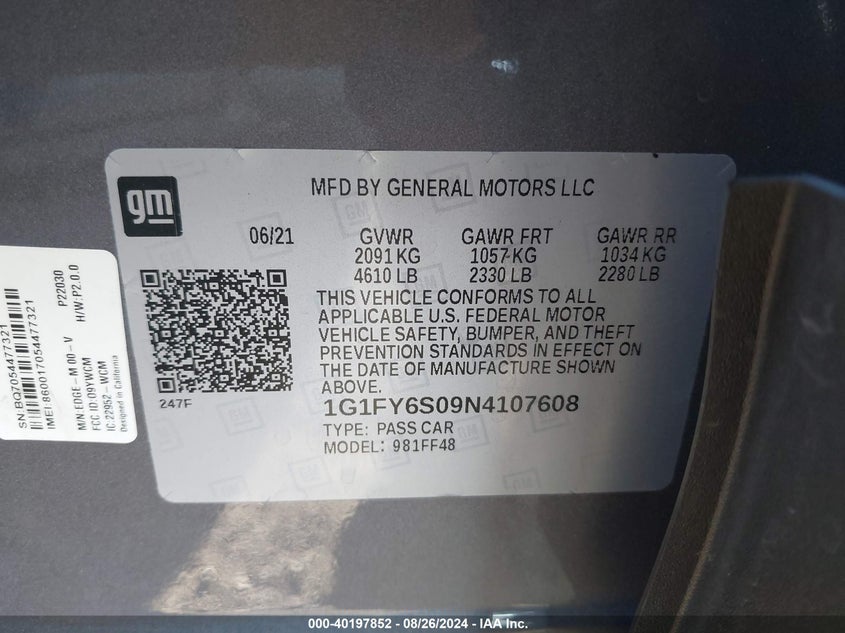 gm
MFD BY GENERAL MOTORS LLC
06/21 GVWR GAWR FRT GAWR RR
2091 KG 1057 KG 1034 KG
4610 LB 2330 LB 2280 LB
THIS VEHICLE CONFORMS TO ALL
APPLICABLE U.S. FEDERAL MOTOR
VEHICLE SAFETY, BUMPER, AND THEFT
PREVENTION STANDARDS IN EFFECT ON
THE DATE OF MANUFACTURE SHOWN
ABOVE.
247F
1G1FY6S09N4107608
TYPE: PASS CAR
MODEL: 981FF48
SN:BQ7054477321
IMEI:860017054477321
P22030
M/N:EDGE-M 00-V H/W:P2.0.0
FCC ID:09YWCM
IC:22952-WCM
Designed in California
000-40197852 / 08/26/2024 - IAA Inc.